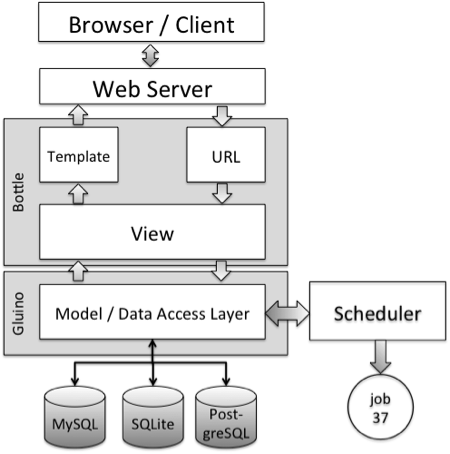 Browser / Client
Web Server
Bottle
Template
URL
View
Gluino
Model / Data Access Layer
Scheduler
MySQL
SQLite
Post-
greSQL
job
37